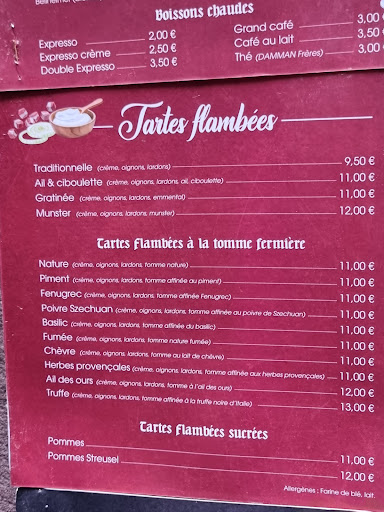 Boissons chaudes
Expresso 2,00 €
Expresso crème 2,50 €
Double Expresso 3,50 €
Grand café 3,00 €
Café au lait 3,50 €
Thé (DAMMAN Frères) 3,00 €
Tartes flambées
Traditionnelle (crème, oignons, lardons) 9,50 €
Ail & ciboulette (crème, oignons, lardons, ail, ciboulette) 11,00 €
Gratinée (crème, oignons, lardons, emmental) 11,00 €
Munster (crème, oignons, lardons, munster) 12,00 €
Tartes flambées à la tomme fermière
Nature (crème, oignons, lardons, tomme nature) 11,00 €
Piment (crème, oignons, lardons, tomme affinée au piment) 11,00 €
Fenugrec (crème, oignons, lardons, tomme affinée Fenugrec) 11,00 €
Poivre Szechuan (crème, oignons, lardons, tomme affinée au poivre de Szechuan) 11,00 €
Basilic (crème, oignons, lardons, tomme affinée du basilic) 11,00 €
Fumée (crème, oignons, lardons, tomme nature fumée) 11,00 €
Chèvre (crème, oignons, lardons, tomme au lait de chèvre) 11,00 €
Herbes provençales (crème, oignons, lardons, tomme affinée aux herbes provençales) 11,00 €
Ail des ours (crème, oignons, lardons, tomme à l'ail des ours) 12,00 €
Truffe (crème, oignons, lardons, tomme affinée à la truffe noire d'Italie) 13,00 €
Tartes flambées sucrées
Pommes 11,00 €
Pommes Streusel 12,00 €
Allergènes : Farine de blé, lait.